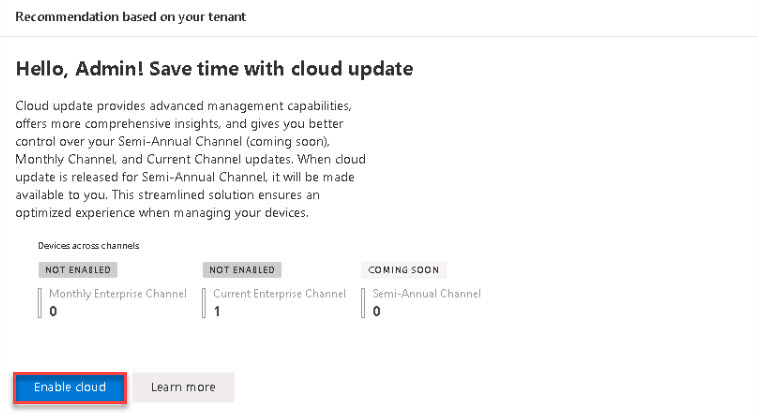 Recommendation based on your tenant
Hello, Admin! Save time with cloud update
Cloud update provides advanced management capabilities,
offers more comprehensive insights, and gives you better
control over your Semi-Annual Channel (coming soon),
Monthly Channel, and Current Channel updates. When cloud
update is released for Semi-Annual Channel, it will be made
available to you. This streamlined solution ensures an
optimized experience when managing your devices.
Devices across channels
NOT ENABLED NOT ENABLED COMING SOON
Monthly Enterprise Channel Current Enterprise Channel Semi-Annual Channel
0 1 0
Enable cloud Learn more